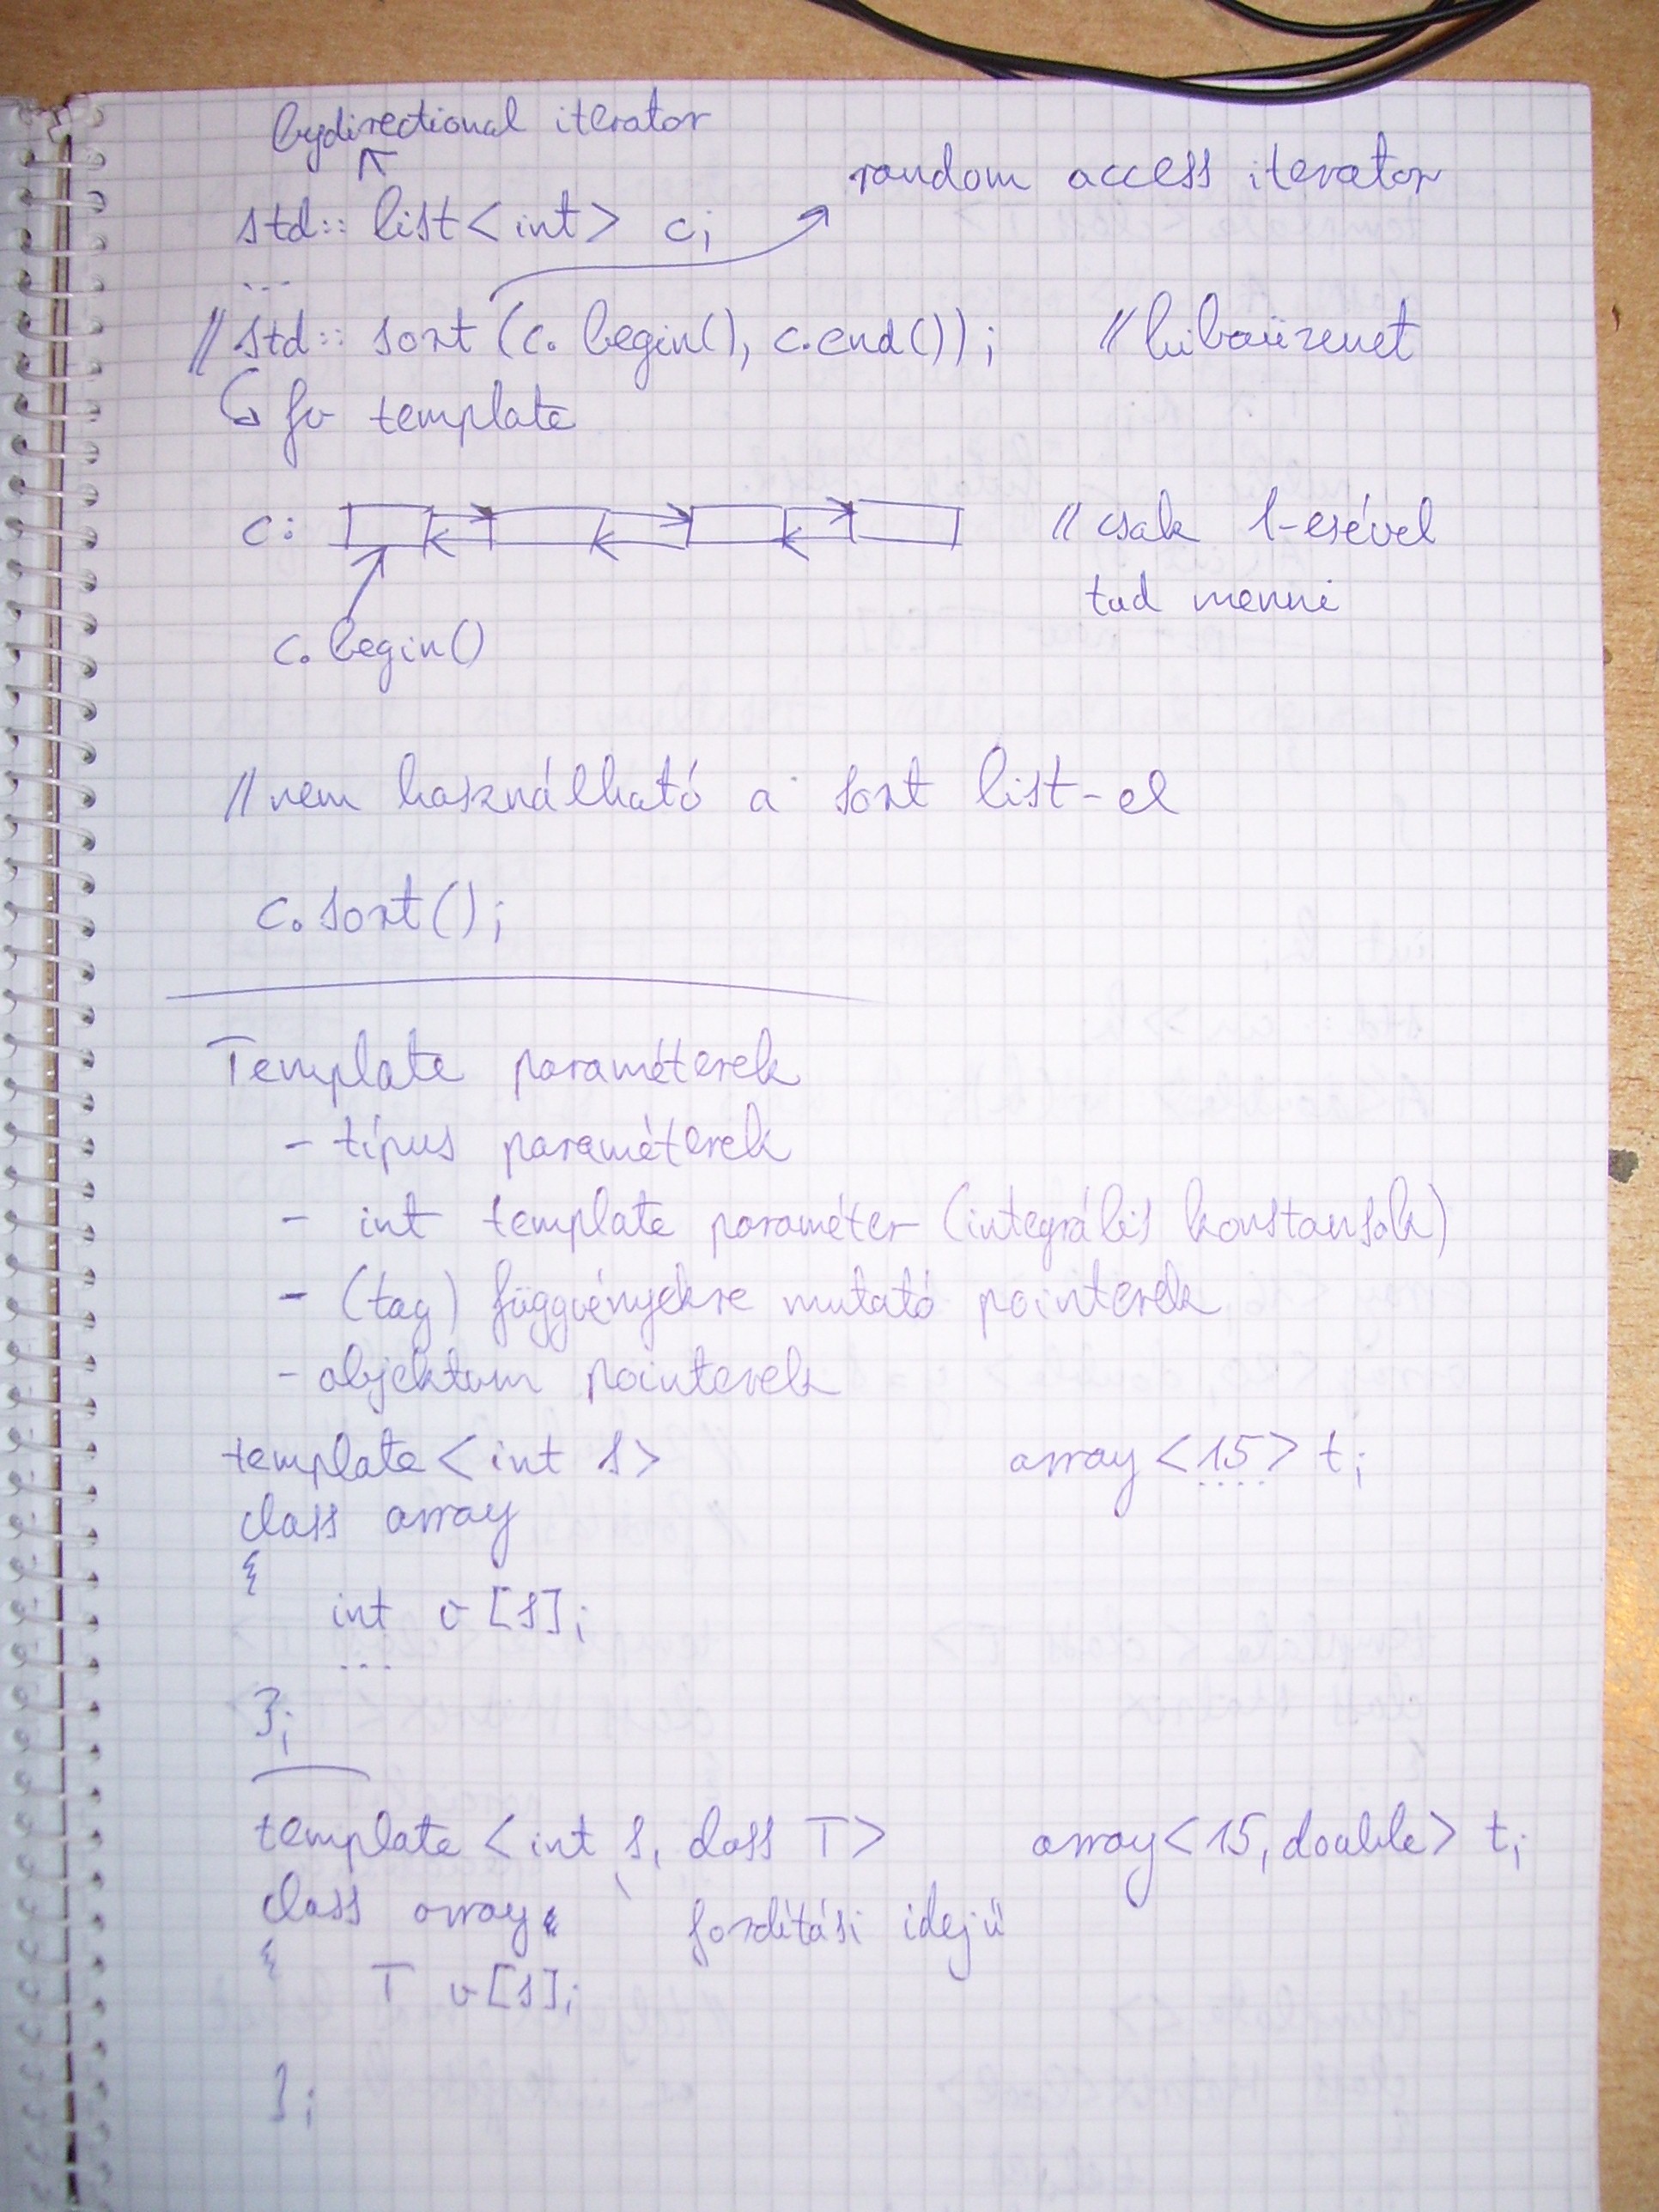 bydirectional iterator
random access iterator
std:: list<int> c;
...
// std:: sort (c. begin(), c.end()); // hibaüzenet
fv template
c: // csak 1-esével
tud menni
c. begin()
// nem használható a sort list-el
c. sort();
Template paraméterek
- típus paraméterek
- int template paraméter (integrális konstansok)
- (tag) függvényekre mutató pointerek
- objektum pointerek
template <int s> array <15> t;
class array
{
int v [s];
...
};
template <int s, class T> array<15, double> t;
class array fordítási idejű
{
T v[s];
};